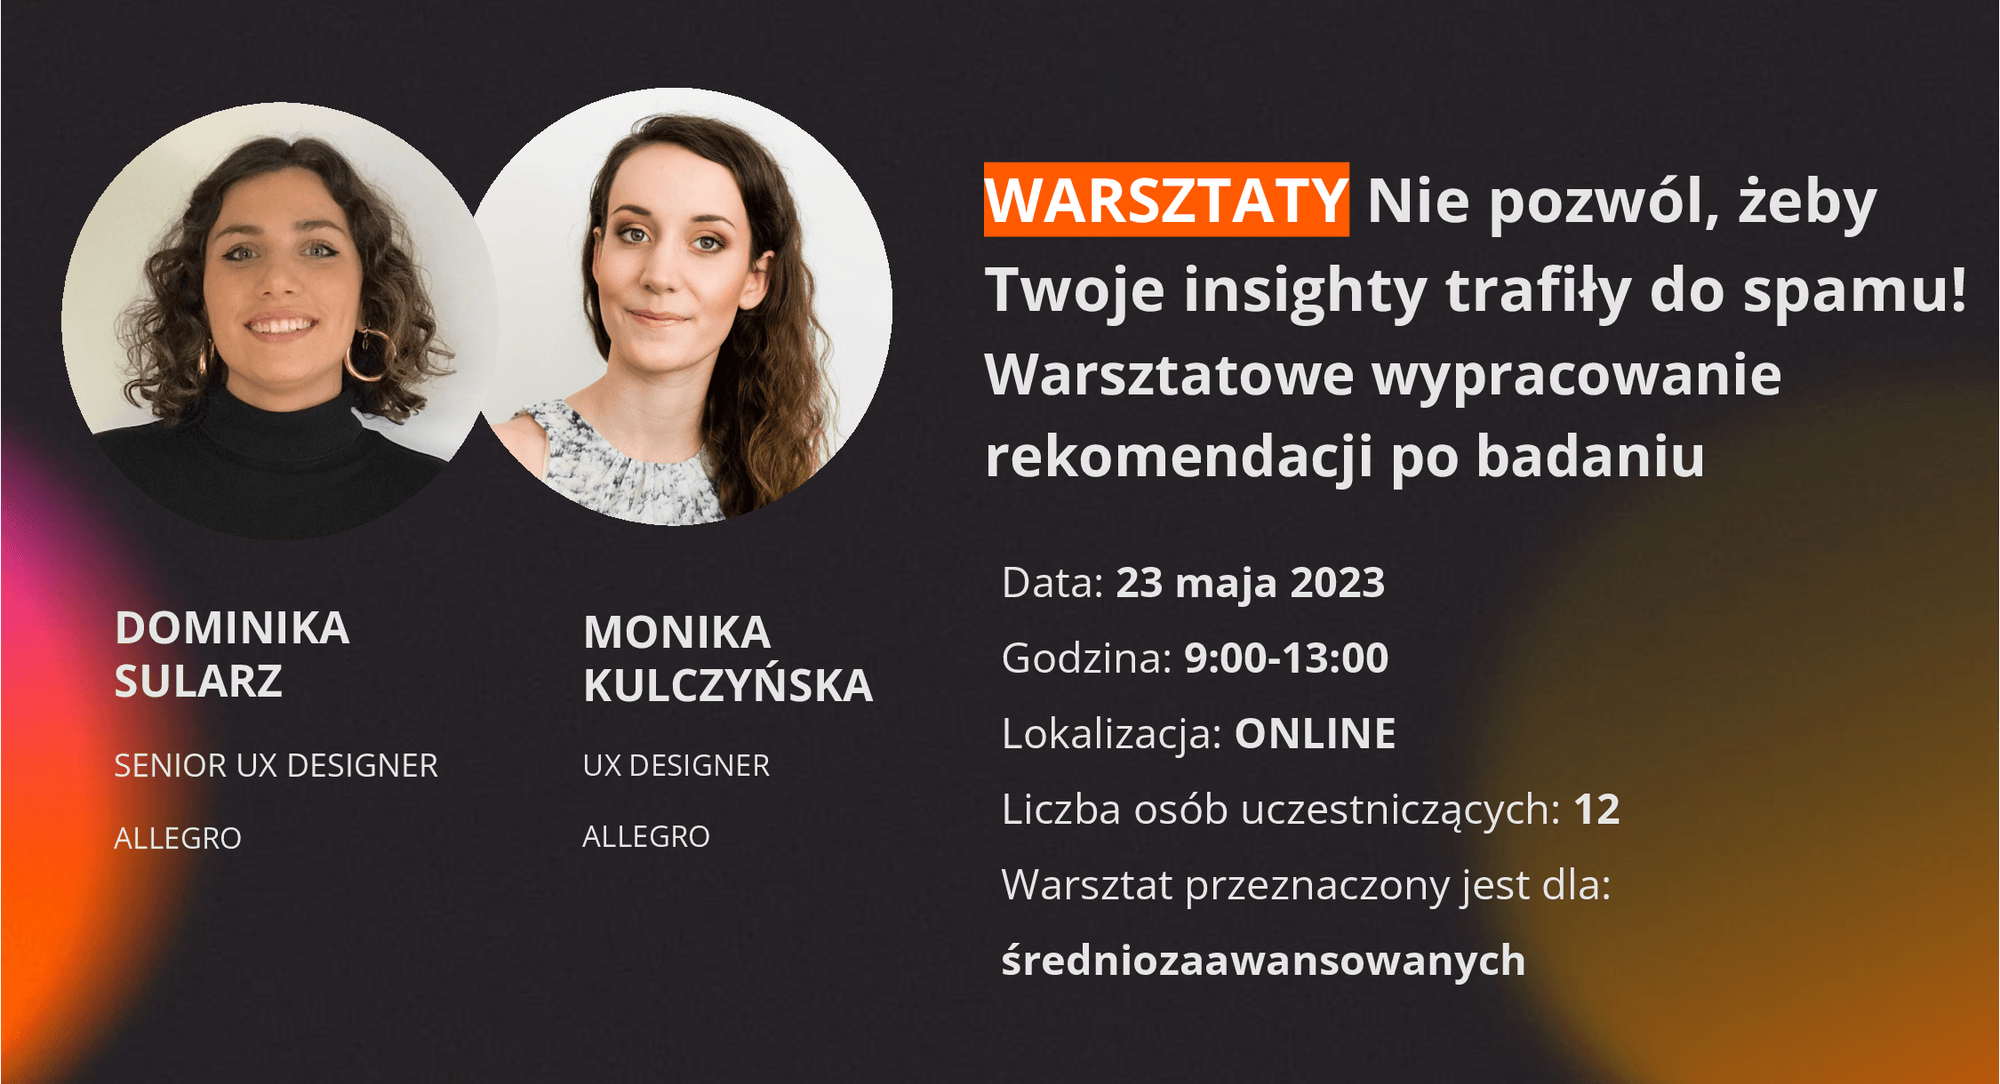 WARSZTATY Nie pozwól, żeby
Twoje insighty trafiły do spamu!
Warsztatowe wypracowanie
rekomendacji po badaniu
Data: 23 maja 2023
Godzina: 9:00-13:00
Lokalizacja: ONLINE
Liczba osób uczestniczących: 12
Warsztat przeznaczony jest dla:
średniozaawansowanych
DOMINIKA
SULARZ
SENIOR UX DESIGNER
ALLEGRO
MONIKA
KULCZYŃSKA
UX DESIGNER
ALLEGRO